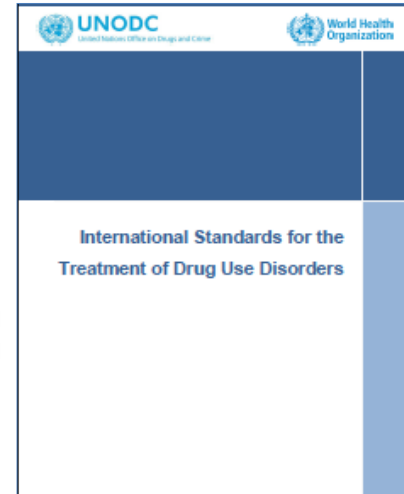 UNODC
United Nations Office on Drugs and Crime
World Health
Organization
International Standards for the
Treatment of Drug Use Disorders